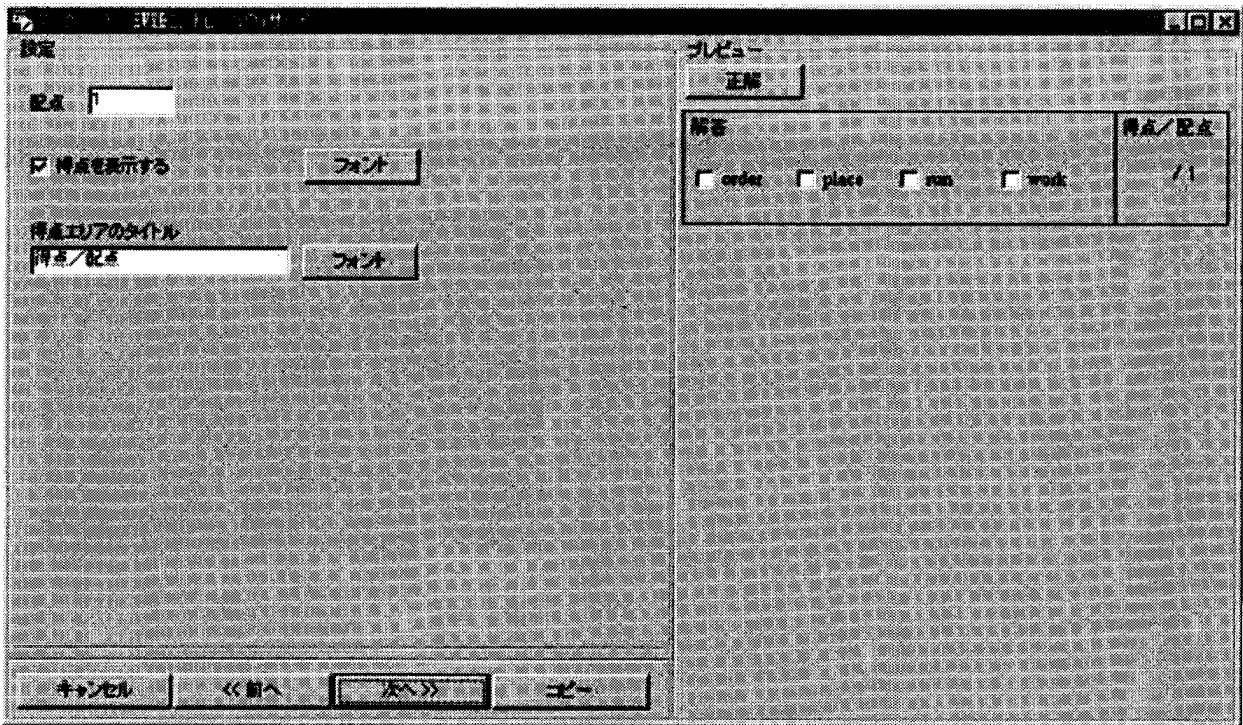 設定
配点 1
得点を表示する フォント
得点エリアのタイトル
得点／配点 フォント
キャンセル << 前へ 次へ >> コピー
プレビュー
正解
解答 得点／配点
order place run work / 1